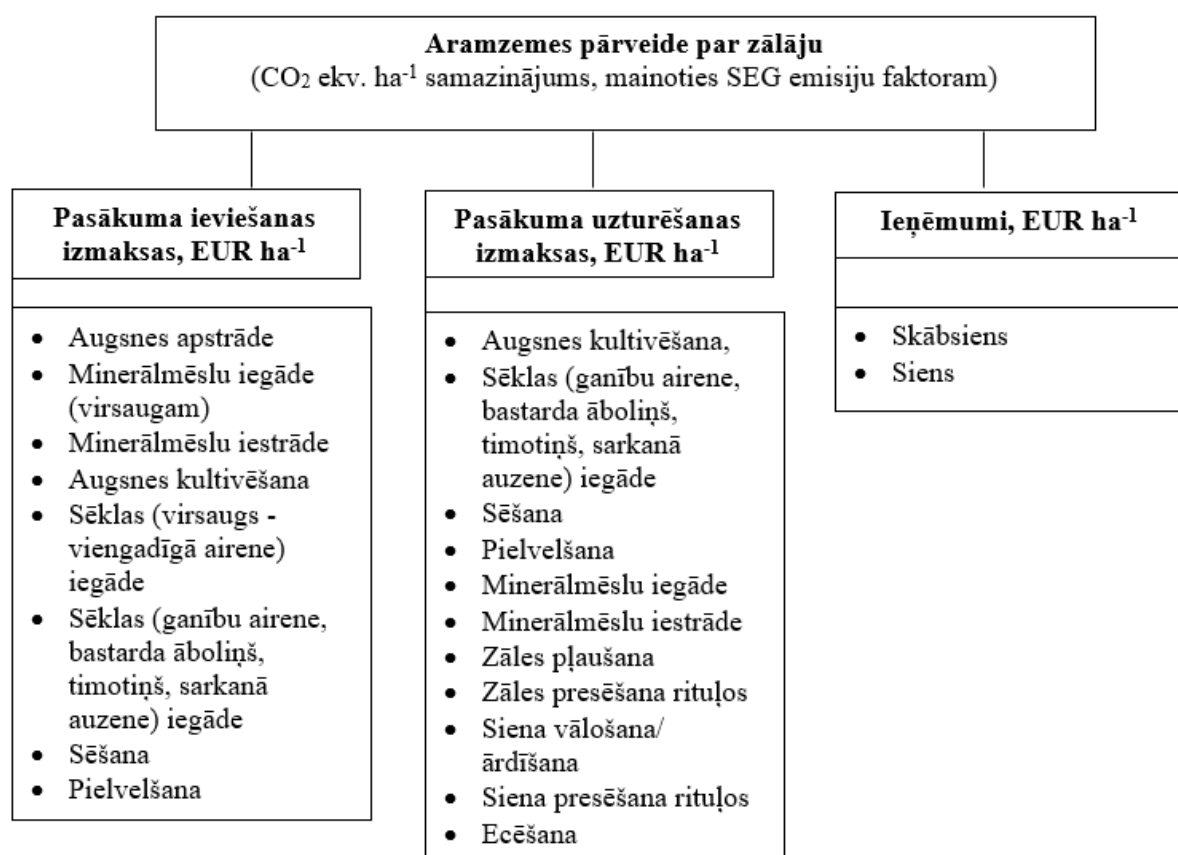 Aramzemes pārveide par zālāju
(CO₂ ekv. ha⁻¹ samazinājums, mainoties SEG emisiju faktoram)
Pasākuma ieviešanas
izmaksas, EUR ha⁻¹
• Augsnes apstrāde
• Minerālmēslu iegāde
(virsaugam)
• Minerālmēslu iestrāde
• Augsnes kultivēšana
• Sēklas (virsaugs -
viengadīgā airene)
iegāde
• Sēklas (ganību airene,
bastarda āboliņš,
timotiņš, sarkanā
auzene) iegāde
• Sēšana
• Pielvelšana
Pasākuma uzturēšanas
izmaksas, EUR ha⁻¹
• Augsnes kultivēšana,
• Sēklas (ganību airene,
bastarda āboliņš,
timotiņš, sarkanā
auzene) iegāde
• Sēšana
• Pielvelšana
• Minerālmēslu iegāde
• Minerālmēslu iestrāde
• Zāles pļaušana
• Zāles presēšana rituļos
• Siena vālošana/
ārdīšana
• Siena presēšana rituļos
• Ecēšana
Ieņēmumi, EUR ha⁻¹
• Skābsiens
• Siens